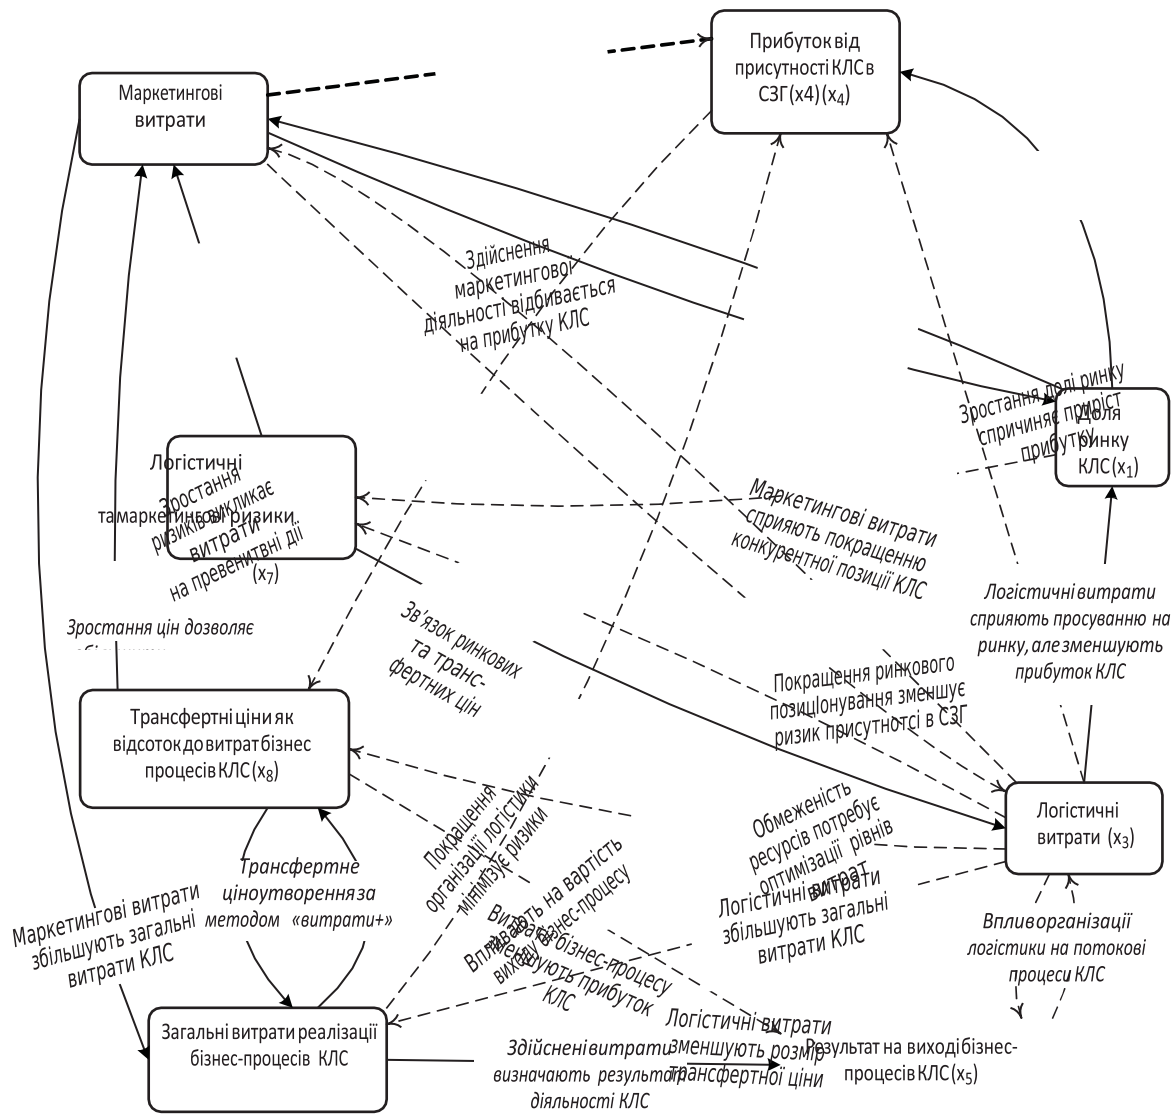 Прибуток від
присутності КЛС в
СЗГ (x4) (x4)
Маркетингові
витрати
Здійснення
маркетингової
діяльності відбивається
на прибутку КЛС
Зростання долі ринку
спричиняє приріст
прибутку
Доля
ринку
КЛС (x1)
Логістичні
та маркетингові ризики
(x7)
Зростання
ризиків викликає
витрати
на превенитвні дії
Маркетингові витрати
сприяють покращенню
конкурентної позиції КЛС
Логістичні витрати
сприяють просуванню на
ринку, але зменшують
прибуток КЛС
Зростання цін дозволяє
Зв’язок ринкових
та транс-
фертних цін
Покращення ринкового
позиціонування зменшує
ризик присутнотсі в СЗГ
Трансфертні ціни як
відсоток до витрат бізнес
процесів КЛС (x8)
Логістичні
витрати (x3)
Обмеженість
ресурсів потребує
оптимізації рівнів
витрат
Покращення
організації логістики
мінімізує ризики
Трансфертне
ціноутворення за
методом «витрати+»
Логістичні витрати
збільшують загальні
витрати КЛС
Впливають на вартість
виходу бізнес-процесу
Витрати бізнес-процесу
зменшують прибуток
КЛС
Маркетингові витрати
збільшують загальні
витрати КЛС
Вплив організації
логістики на потокові
процеси КЛС
Загальні витрати реалізації
бізнес-процесів КЛС
Здійснені витрати
визначають результат
діяльності КЛС
Логістичні витрати
зменшують розмір
трансфертної ціни
Результат на виході бізнес-
процесів КЛС (x5)